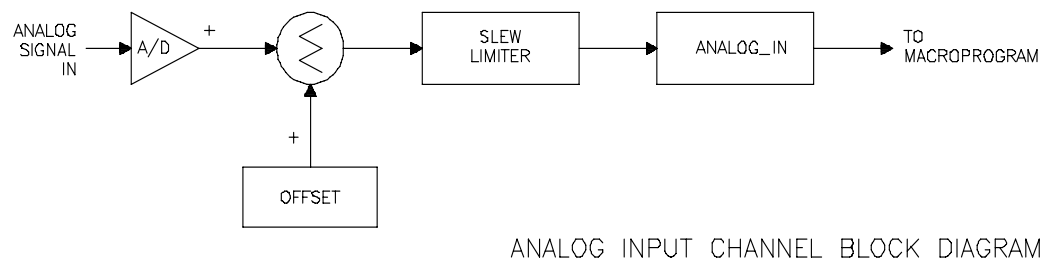 ANALOG
SIGNAL
IN
A/D
+
SLEW
LIMITER
ANALOG_IN
TO
MACROPROGRAM
+
OFFSET
ANALOG INPUT CHANNEL BLOCK DIAGRAM